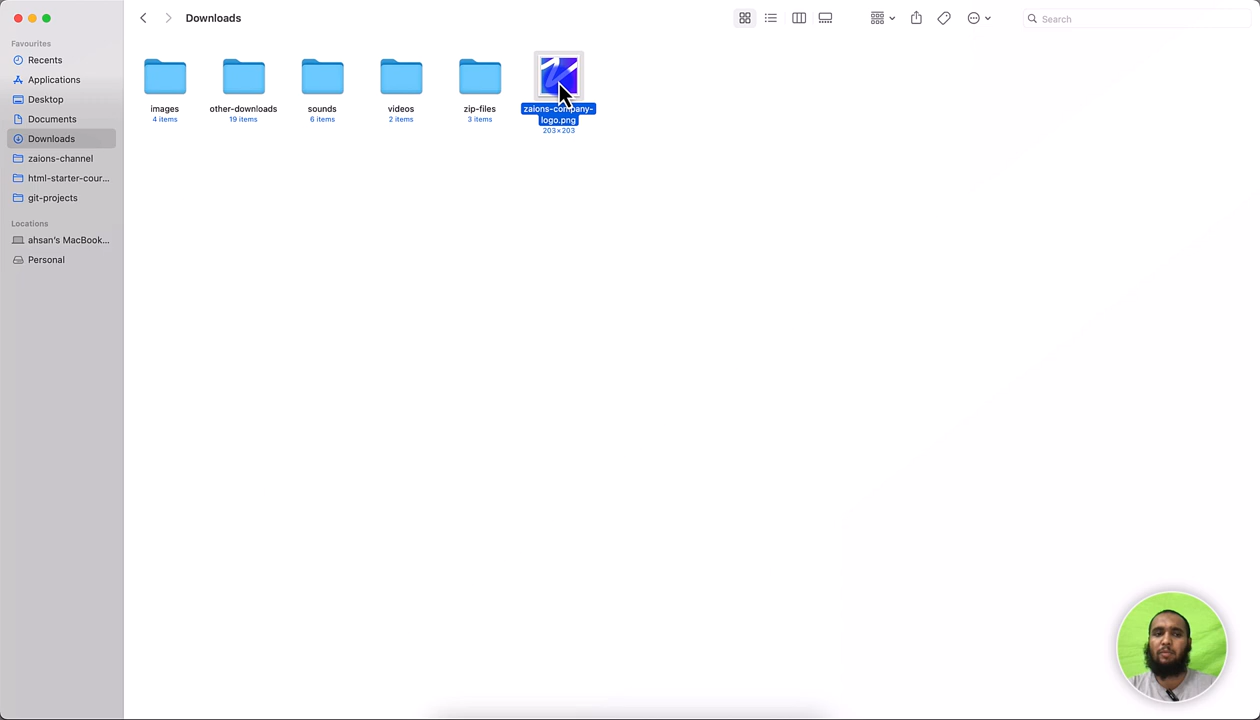 Downloads
Search
Favourites
Recents
Applications
Desktop
Documents
Downloads
zaions-channel
html-starter-cour...
git-projects
Locations
ahsan's MacBook...
Personal
images
4 items
other-downloads
19 items
sounds
6 items
videos
2 items
zip-files
3 items
zaions-company-
logo.png
203×203